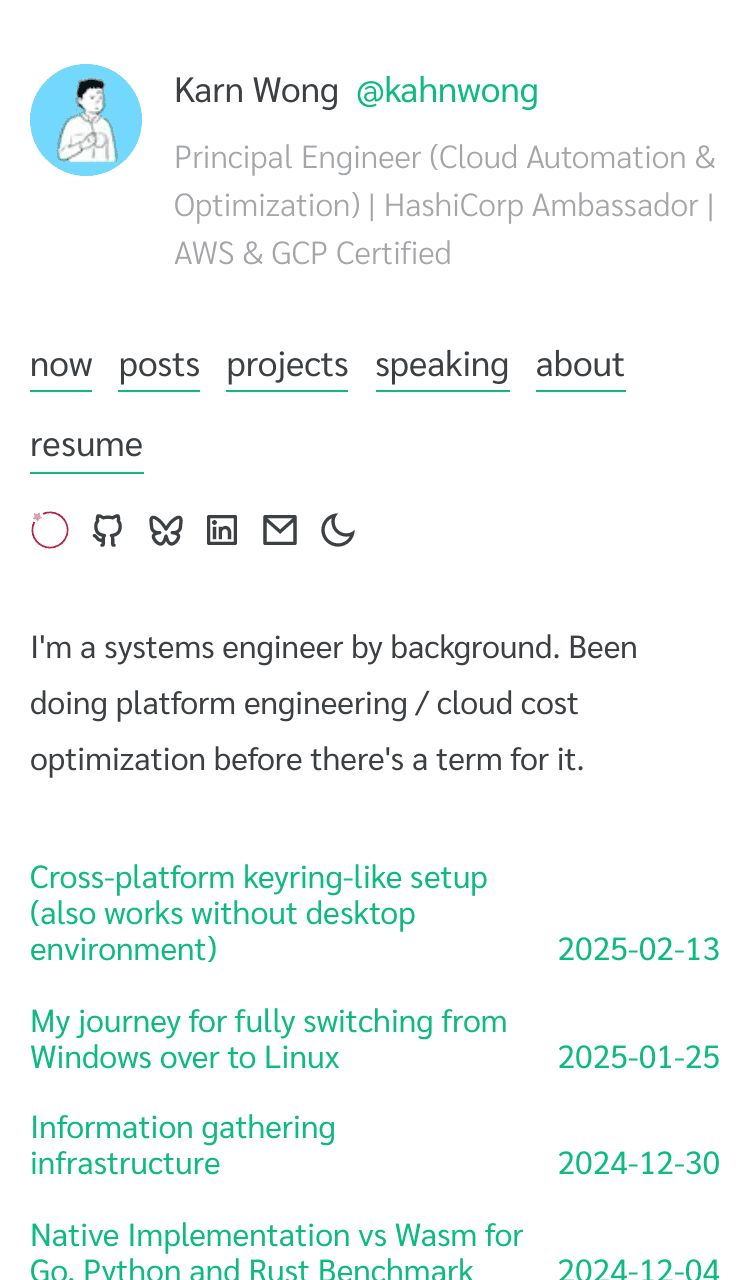 Karn Wong @kahnwong
Principal Engineer (Cloud Automation &
Optimization) | HashiCorp Ambassador |
AWS & GCP Certified
now posts projects speaking about
resume
in
I'm a systems engineer by background. Been
doing platform engineering / cloud cost
optimization before there's a term for it.
Cross-platform keyring-like setup
(also works without desktop
environment) 2025-02-13
My journey for fully switching from
Windows over to Linux 2025-01-25
Information gathering
infrastructure 2024-12-30
Native Implementation vs Wasm for
Go, Python and Rust Benchmark 2024-12-04